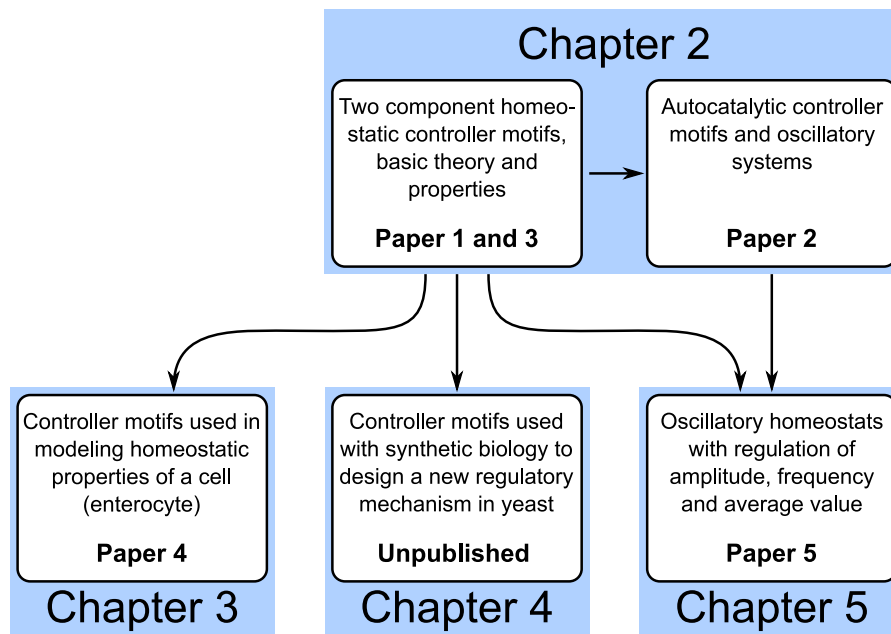 Chapter 2
Two component homeo-
static controller motifs,
basic theory and
properties
Paper 1 and 3
Autocatalytic controller
motifs and oscillatory
systems
Paper 2
Controller motifs used in
modeling homeostatic
properties of a cell
(enterocyte)
Paper 4
Chapter 3
Controller motifs used
with synthetic biology to
design a new regulatory
mechanism in yeast
Unpublished
Chapter 4
Oscillatory homeostats
with regulation of
amplitude, frequency
and average value
Paper 5
Chapter 5